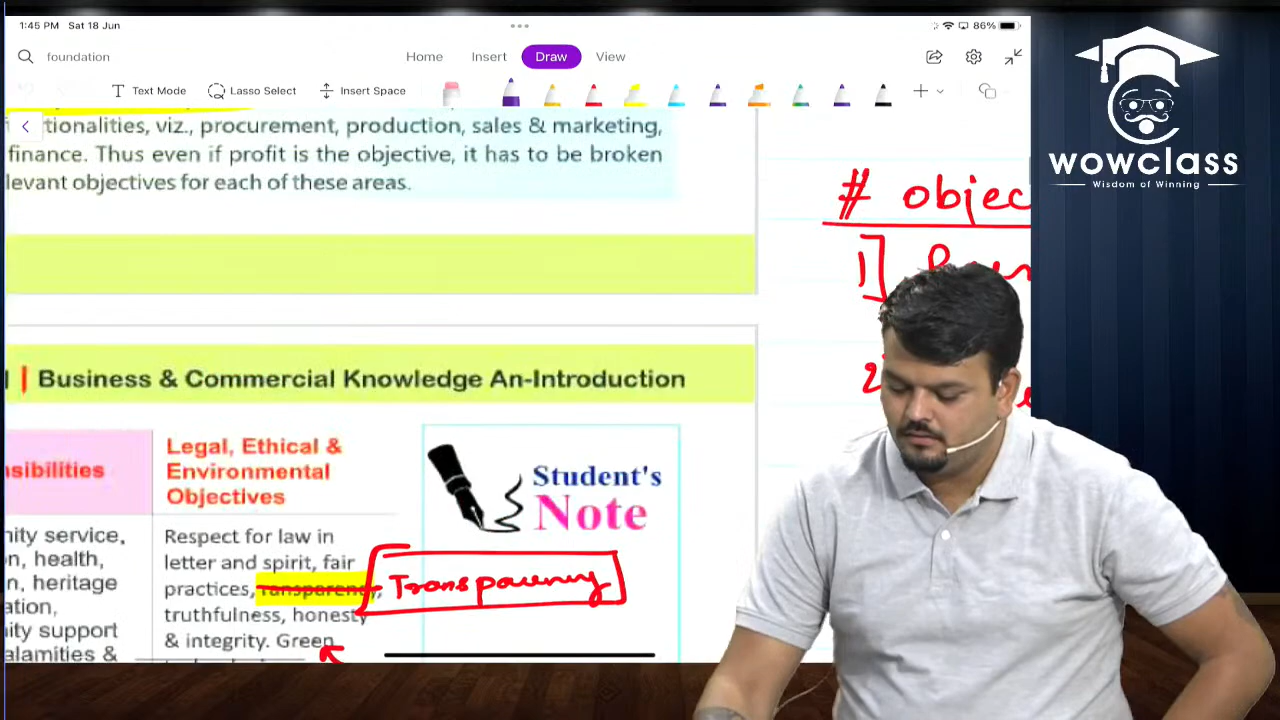 1:45 PM Sat 18 Jun
86%
foundation
Home Insert Draw View
Text Mode Lasso Select Insert Space
tionalities, viz., procurement, production, sales & marketing,
finance. Thus even if profit is the objective, it has to be broken
levant objectives for each of these areas.
# objec
1]
2
Business & Commercial Knowledge An-Introduction
nsibilities
Legal, Ethical &
Environmental
Objectives
nity service,
n, health,
n, heritage
ation,
nity support
alamities &
Respect for law in
letter and spirit, fair
practices, ransparency,
truthfulness, honesty
& integrity. Green
Student's
Note
Transparency
wowclass
Wisdom of Winning